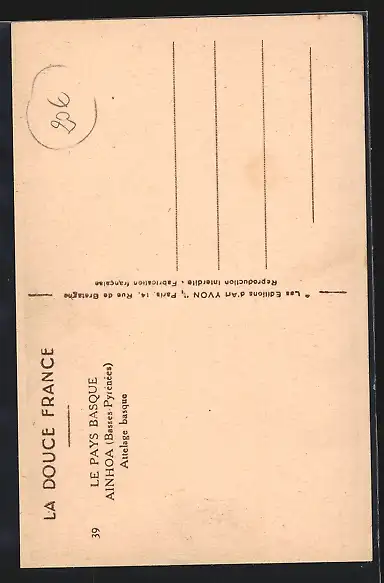 LA DOUCE FRANCE
39
LE PAYS BASQUE
AINHOA (Basses-Pyrénées)
Attelage basque
" Les Editions d'Art YVON ", Paris, 14, Rue de Bretagne
Reproduction Interdite - Fabrication française